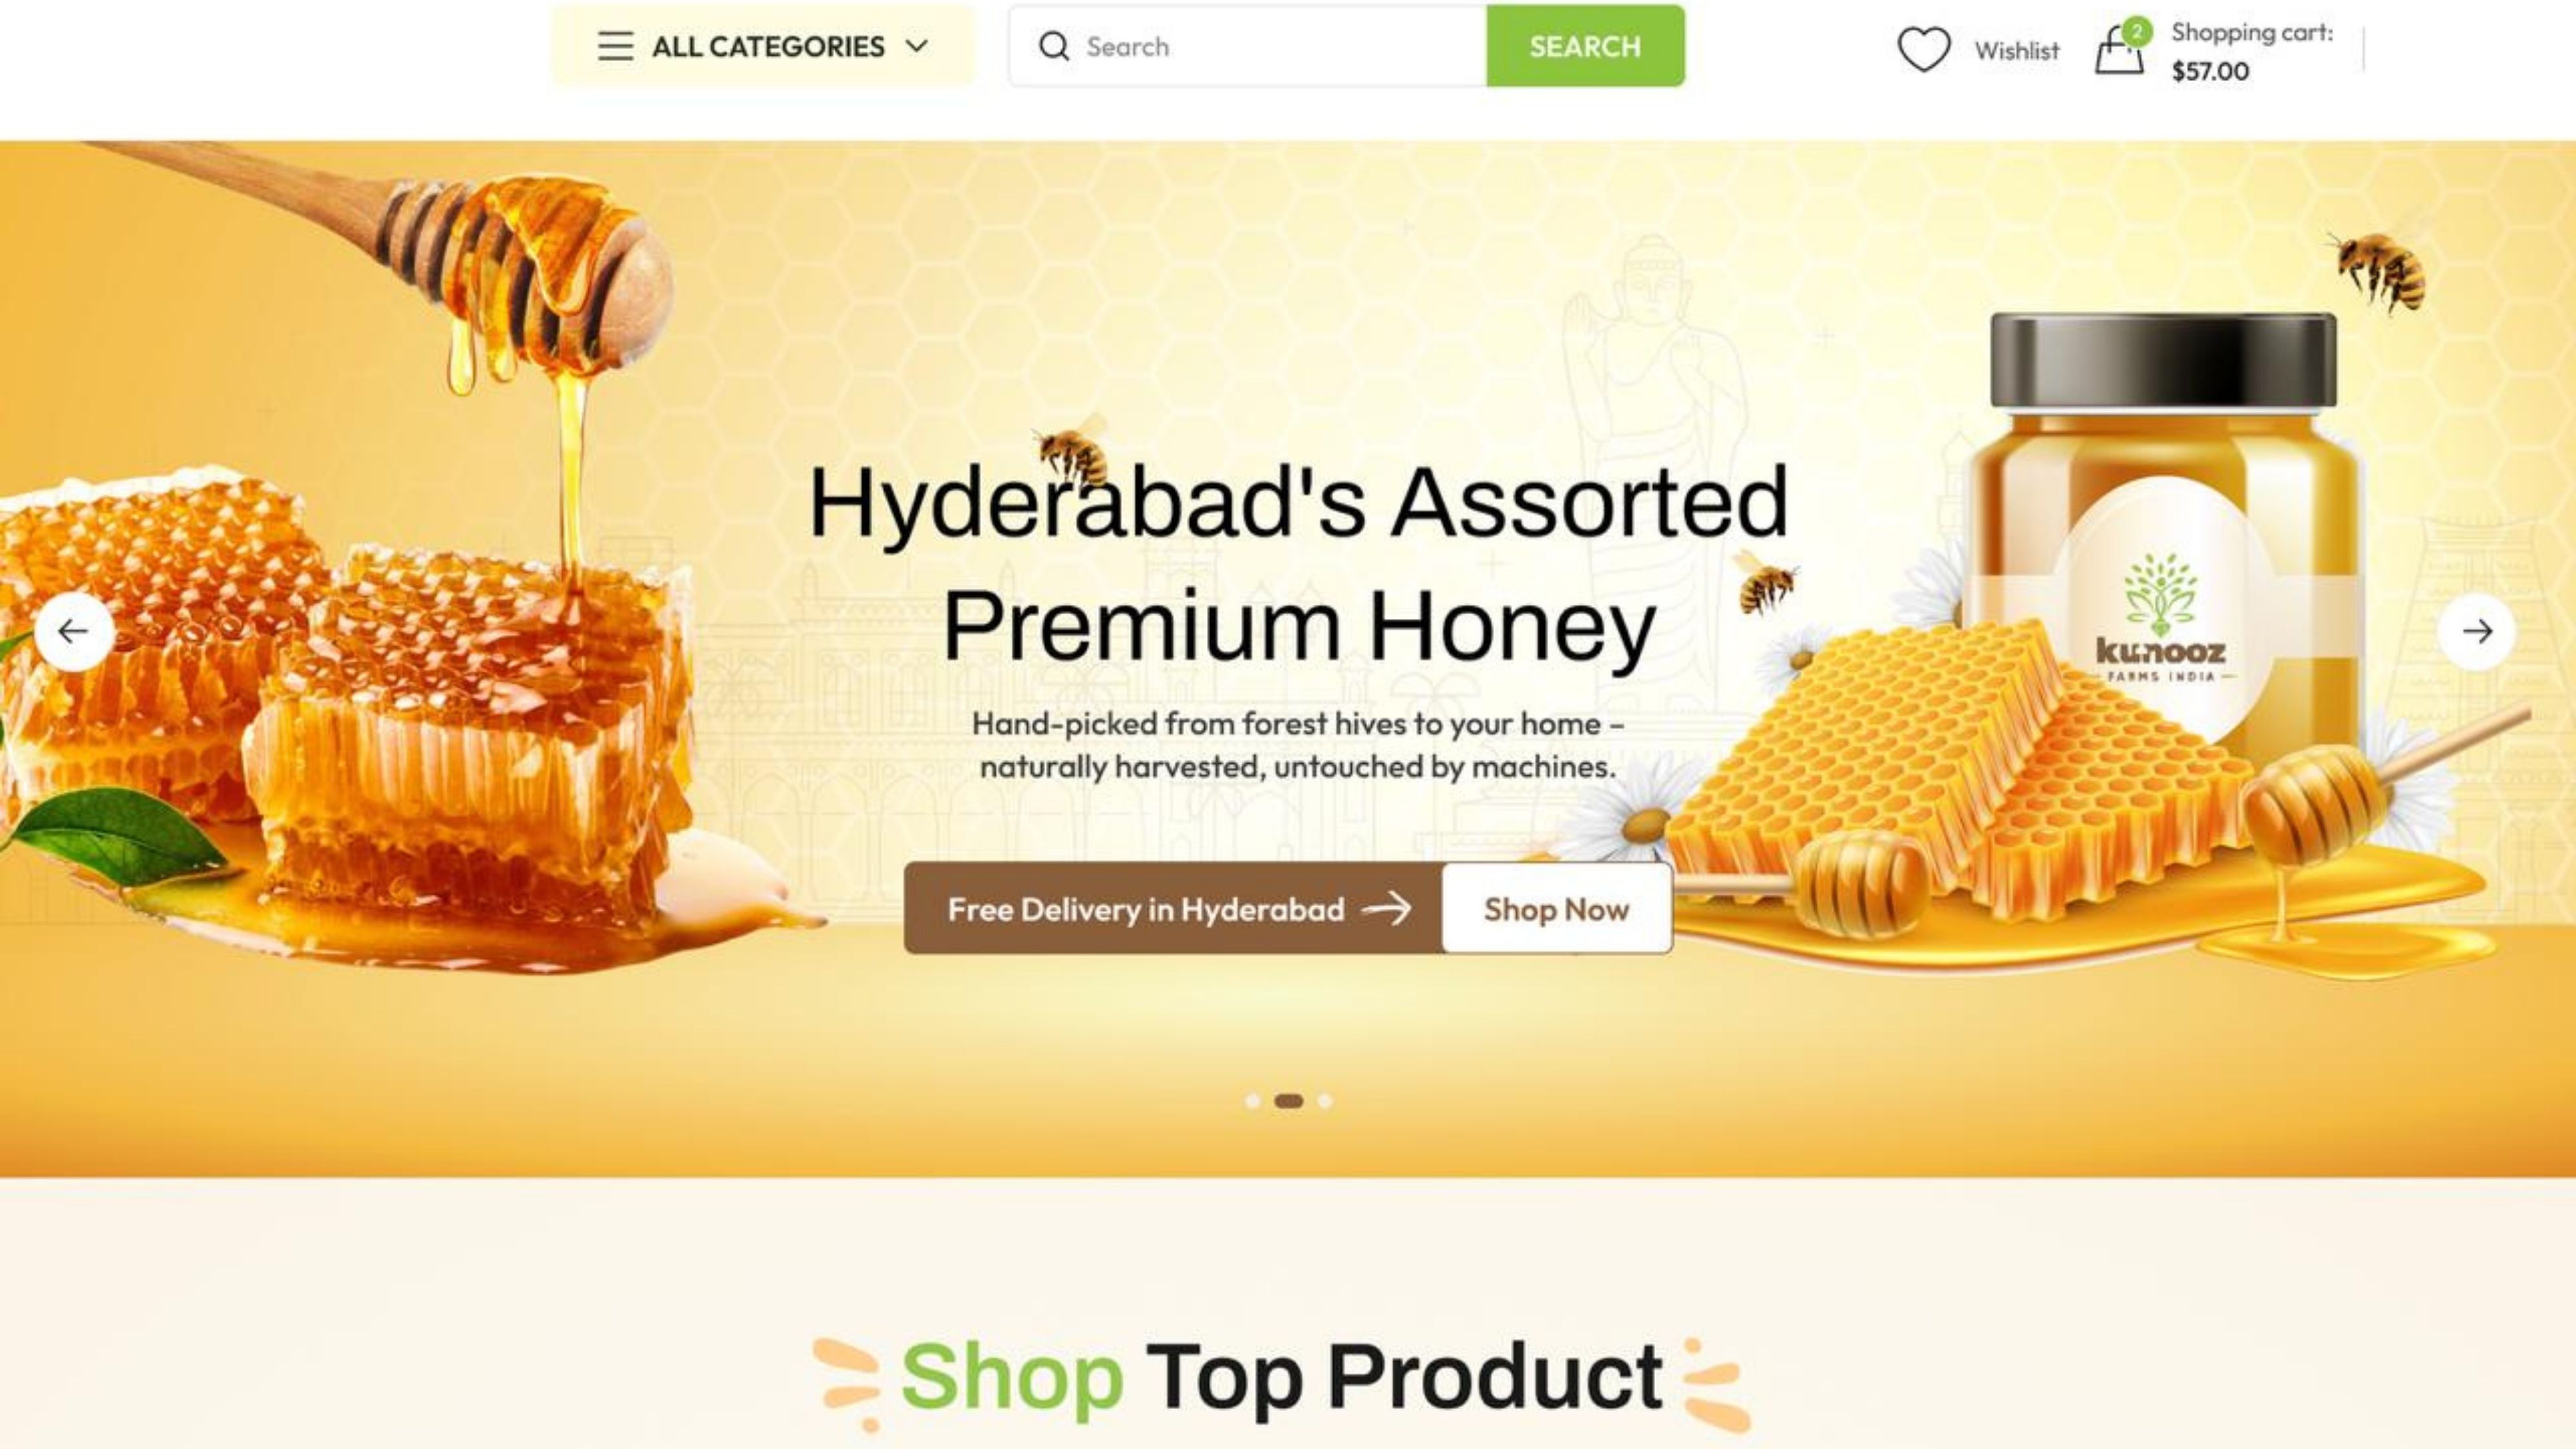 ALL CATEGORIES
Search
SEARCH
Wishlist
2
Shopping cart:
$57.00
Hyderabad's Assorted
Premium Honey
Hand-picked from forest hives to your home –
naturally harvested, untouched by machines.
Free Delivery in Hyderabad
Shop Now
kunooz
FARMS INDIA
Shop Top Product